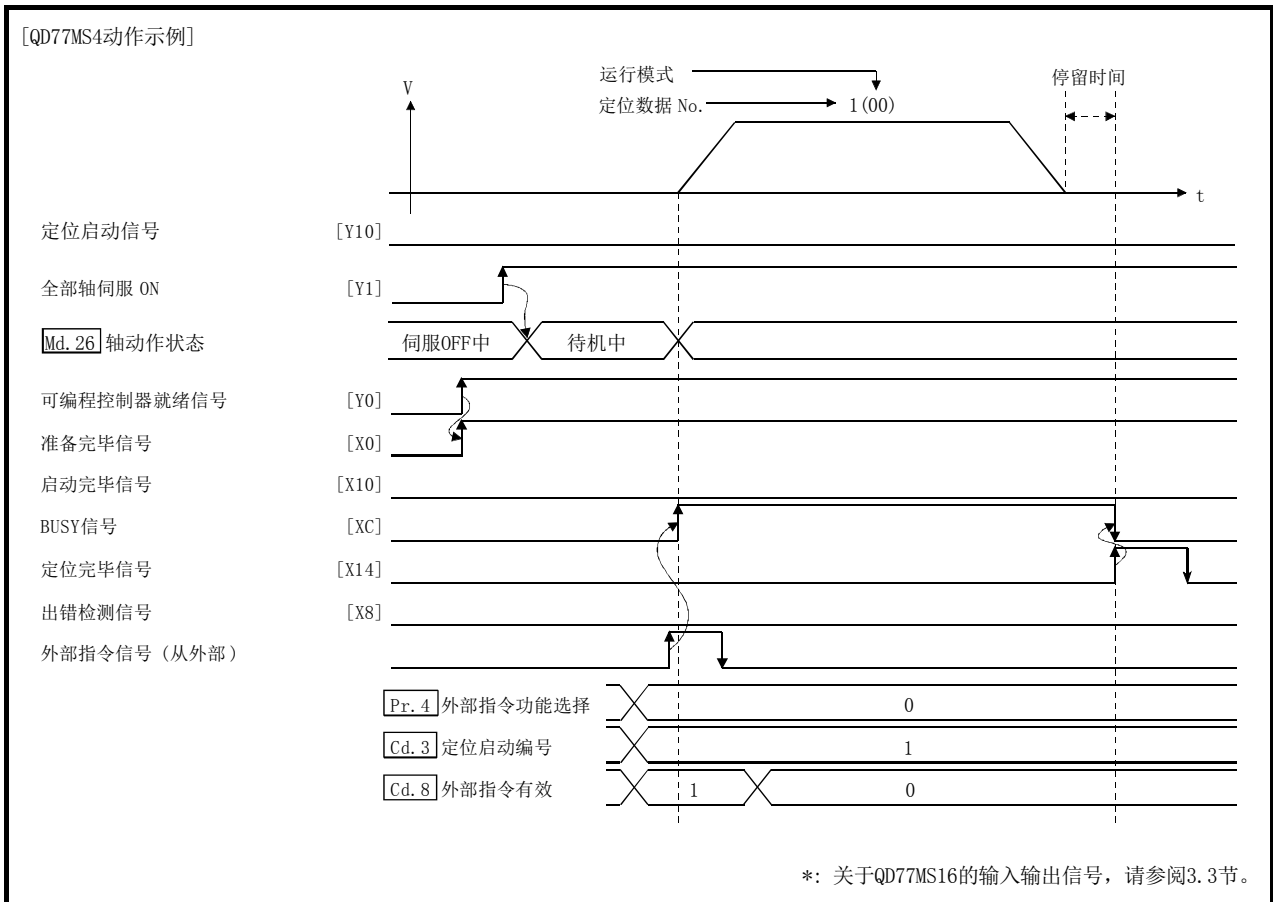 [QD77MS4动作示例]
V
运行模式
定位数据 No.
1(00)
停留时间
t
定位启动信号 [Y10]
全部轴伺服 ON [Y1]
Md.26 轴动作状态 伺服OFF中 待机中
可编程控制器就绪信号 [Y0]
准备完毕信号 [X0]
启动完毕信号 [X10]
BUSY信号 [XC]
定位完毕信号 [X14]
出错检测信号 [X8]
外部指令信号 (从外部)
Pr.4 外部指令功能选择 0
Cd.3 定位启动编号 1
Cd.8 外部指令有效 1 0
*: 关于QD77MS16的输入输出信号，请参阅3.3节。